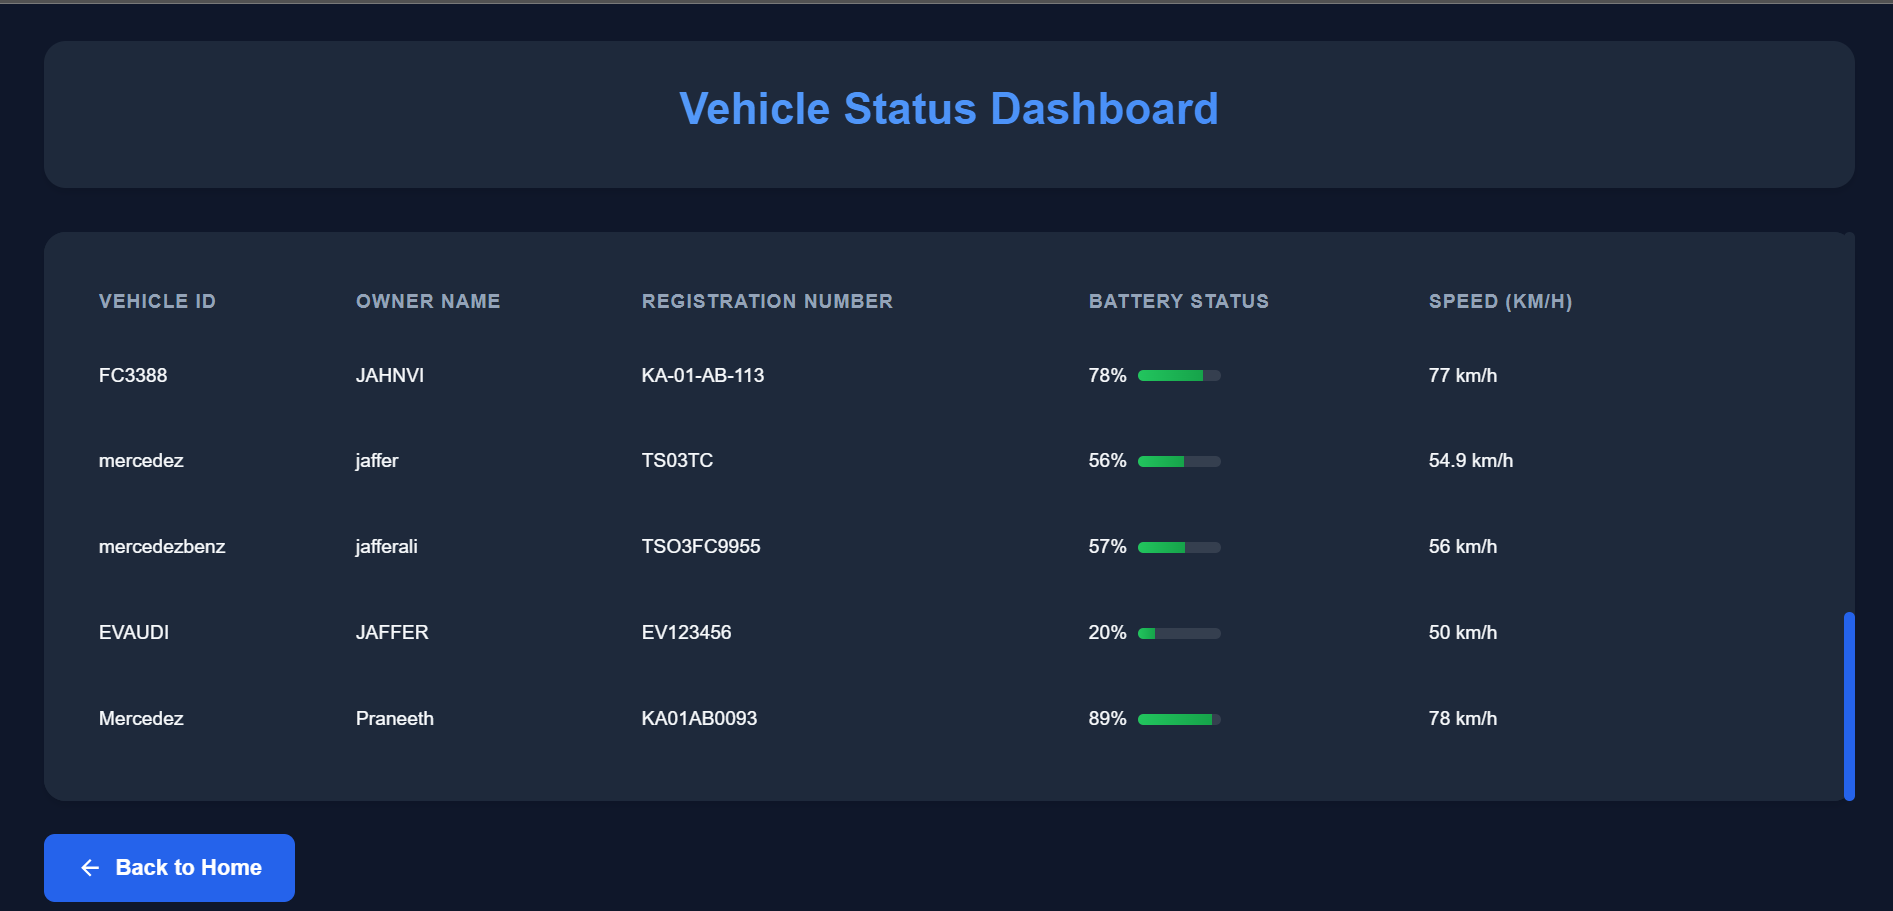 Vehicle Status Dashboard
VEHICLE ID OWNER NAME REGISTRATION NUMBER BATTERY STATUS SPEED (KM/H)
FC3388 JAHNVI KA-01-AB-113 78% 77 km/h
mercedez jaffer TS03TC 56% 54.9 km/h
mercedezbenz jafferali TSO3FC9955 57% 56 km/h
EVAUDI JAFFER EV123456 20% 50 km/h
Mercedez Praneeth KA01AB0093 89% 78 km/h
← Back to Home